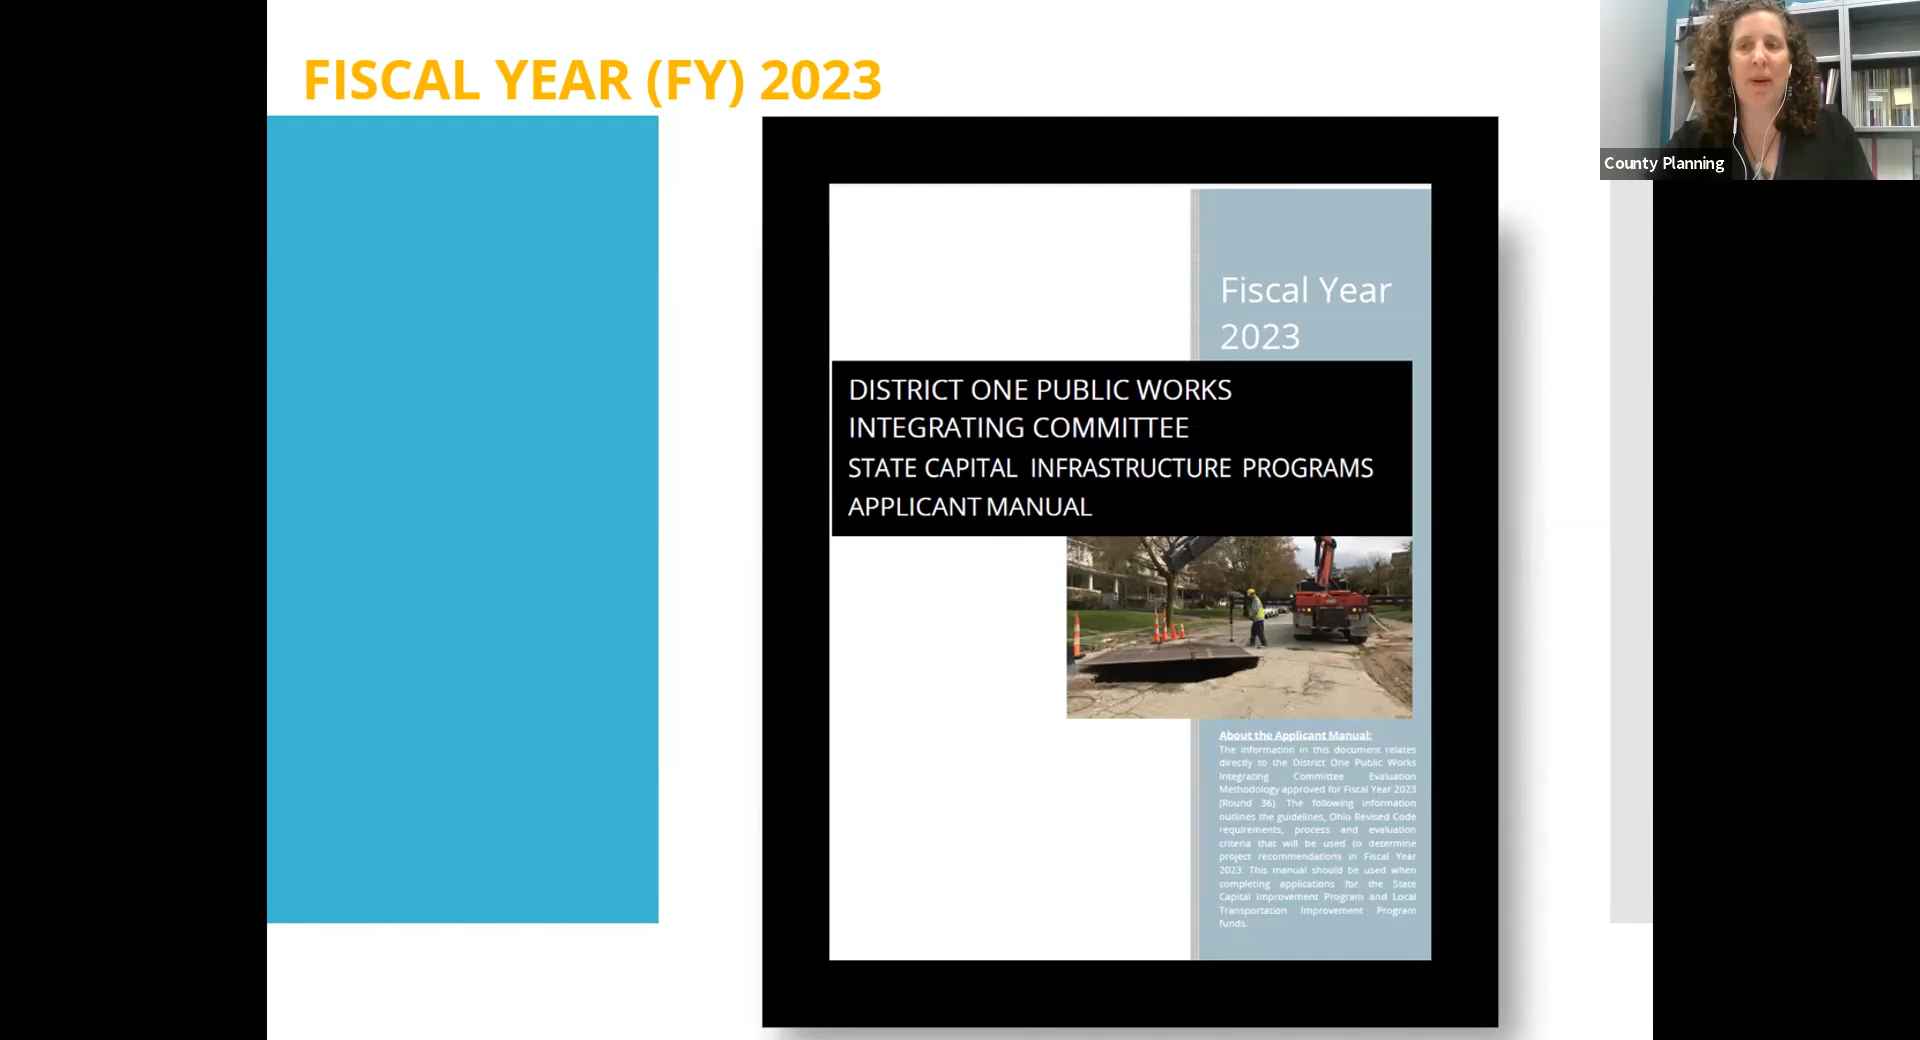 FISCAL YEAR (FY) 2023
County Planning
Fiscal Year
2023
DISTRICT ONE PUBLIC WORKS
INTEGRATING COMMITTEE
STATE CAPITAL INFRASTRUCTURE PROGRAMS
APPLICANT MANUAL
About the Applicant Manual:
The information in this document relates
directly to the District One Public Works
Integrating Committee Evaluation
Methodology approved for Fiscal Year 2023
(Round 36). The following information
outlines the guidelines, Ohio Revised Code
requirements, process and evaluation
criteria that will be used to determine
project recommendations in Fiscal Year
2023. This manual should be used when
completing applications for the State
Capital Improvement Program and Local
Transportation Improvement Program
funds.